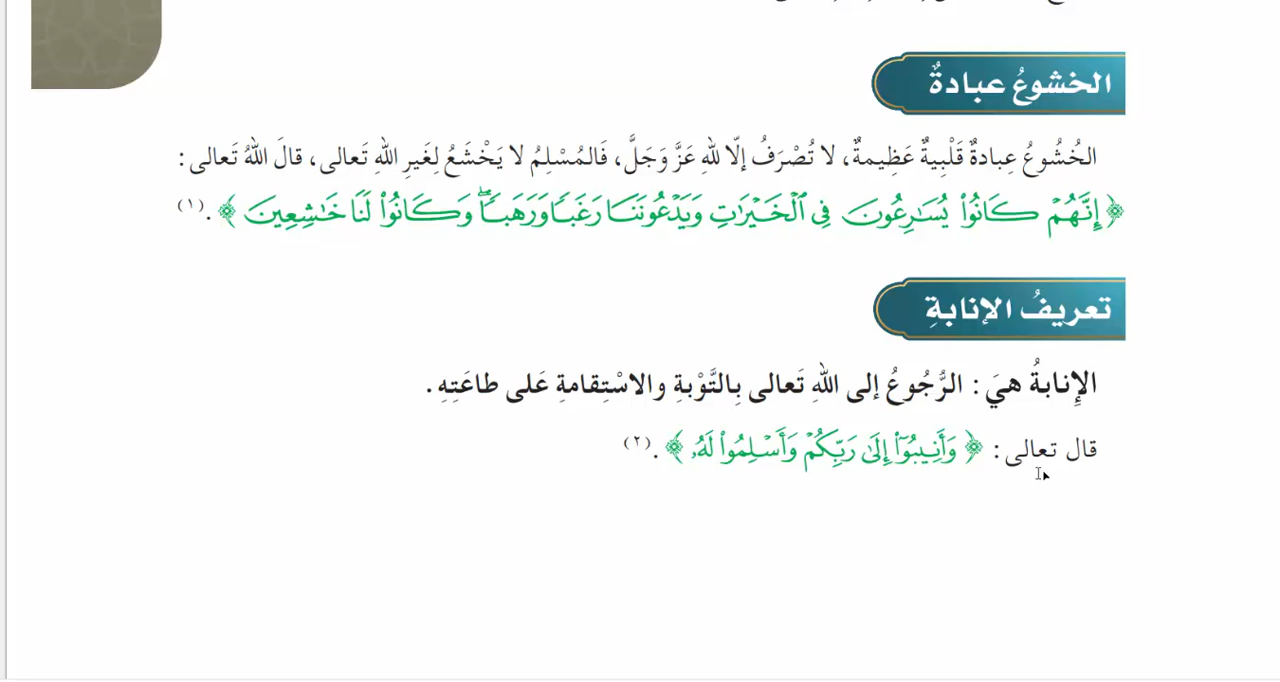 الخشوعُ عبادةٌ
الخُشُوعُ عِبادةٌ قَلْبِيةٌ عَظِيمةٌ، لا تُصْرَفُ إلّا للهِ عَزَّ وَجَلَّ، فَالمُسْلِمُ لا يَخْشَعُ لِغَيرِ اللهِ تَعالى، قالَ اللهُ تَعالى :
﴿إِنَّهُمْ كَانُوا۟ يُسَٰرِعُونَ فِى ٱلْخَيْرَٰتِ وَيَدْعُونَنَا رَغَبًا وَرَهَبًا ۖ وَكَانُوا۟ لَنَا خَٰشِعِينَ﴾ .(١)
تعريفُ الإنابةِ
الإِنابةُ هيَ : الرُّجُوعُ إلى اللهِ تَعالى بِالتَّوْبةِ والاسْتِقامةِ عَلى طاعَتِهِ .
قال تعالى : ﴿وَأَنِيبُوٓا۟ إِلَىٰ رَبِّكُمْ وَأَسْلِمُوا۟ لَهُۥ﴾ .(٢)